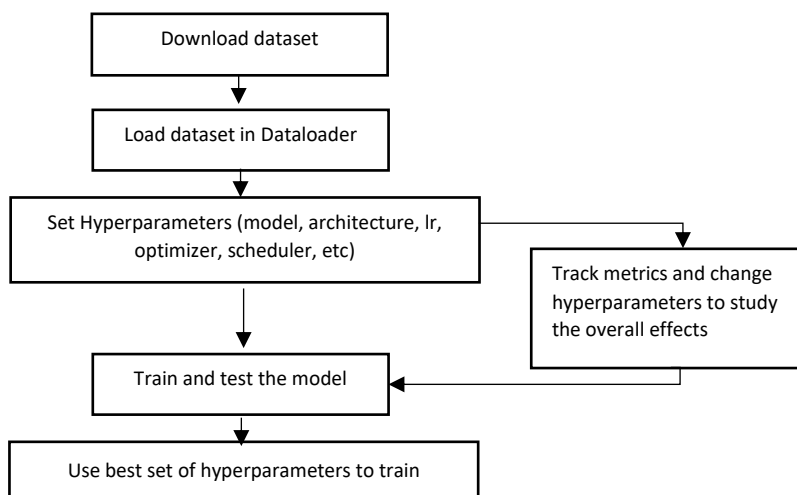 Download dataset
Load dataset in Dataloader
Set Hyperparameters (model, architecture, lr,
optimizer, scheduler, etc)
Track metrics and change
hyperparameters to study
the overall effects
Train and test the model
Use best set of hyperparameters to train